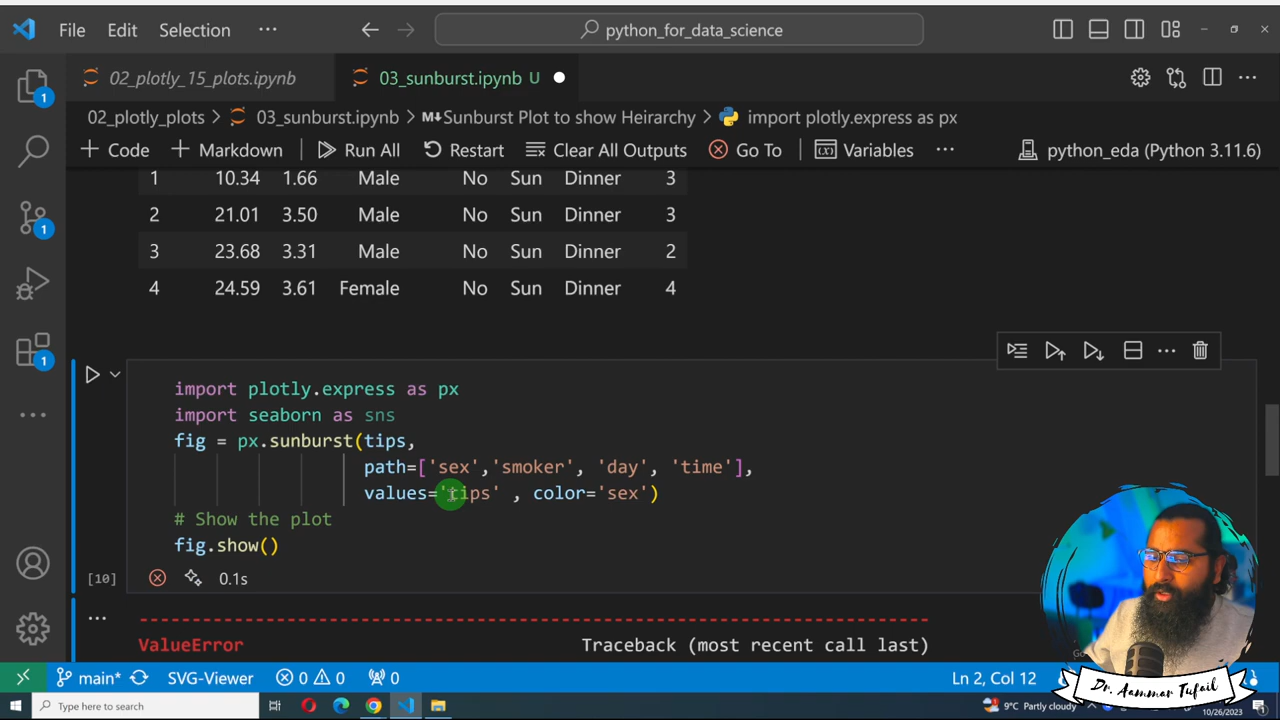 File Edit Selection ··· python_for_data_science
02_plotly_15_plots.ipynb 03_sunburst.ipynb U
02_plotly_plots > 03_sunburst.ipynb > M↓Sunburst Plot to show Heirarchy > import plotly.express as px
+ Code + Markdown Run All Restart Clear All Outputs Go To Variables ··· python_eda (Python 3.11.6)
1 10.34 1.66 Male No Sun Dinner 3
2 21.01 3.50 Male No Sun Dinner 3
3 23.68 3.31 Male No Sun Dinner 2
4 24.59 3.61 Female No Sun Dinner 4
import plotly.express as px
import seaborn as sns
fig = px.sunburst(tips,
path=['sex','smoker', 'day', 'time'],
values='tips' , color='sex')
# Show the plot
fig.show()
[10] 0.1s
ValueError Traceback (most recent call last)
main* SVG-Viewer 0 0 0 Ln 2, Col 12
Type here to search 9°C Partly cloudy 10/26/2023
Dr. Aammar Tufail
1
1
1